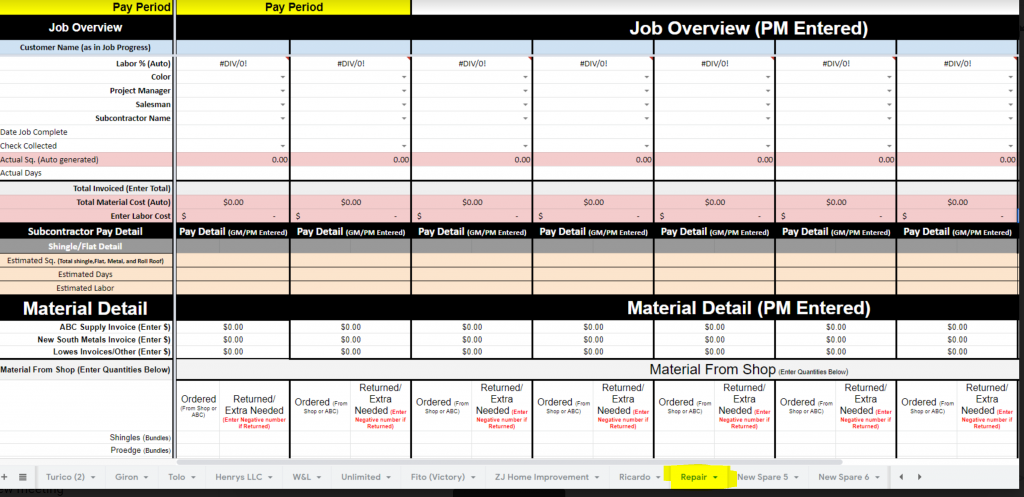 Pay Period Pay Period
Job Overview Job Overview (PM Entered)
Customer Name (as in Job Progress)
Labor % (Auto) #DIV/0! #DIV/0! #DIV/0! #DIV/0! #DIV/0! #DIV/0! #DIV/0!
Color
Project Manager
Salesman
Subcontractor Name
Date Job Complete
Check Collected
Actual Sq. (Auto generated) 0.00 0.00 0.00 0.00 0.00 0.00 0.00
Actual Days
Total Invoiced (Enter Total)
Total Material Cost (Auto) $0.00 $0.00 $0.00 $0.00 $0.00 $0.00 $0.00
Enter Labor Cost $ - $ - $ - $ - $ - $ - $ -
Subcontractor Pay Detail Pay Detail (GM/PM Entered) Pay Detail (GM/PM Entered) Pay Detail (GM/PM Entered) Pay Detail (GM/PM Entered) Pay Detail (GM/PM Entered) Pay Detail (GM/PM Entered) Pay Detail (GM/PM Entered)
Shingle/Flat Detail
Estimated Sq. (Total shingle,Flat, Metal, and Roll Roof)
Estimated Days
Estimated Labor
Material Detail Material Detail (PM Entered)
ABC Supply Invoice (Enter $) $0.00 $0.00 $0.00 $0.00 $0.00 $0.00 $0.00
New South Metals Invoice (Enter $) $0.00 $0.00 $0.00 $0.00 $0.00 $0.00 $0.00
Lowes Invoices/Other (Enter $) $0.00 $0.00 $0.00 $0.00 $0.00 $0.00 $0.00
Material From Shop (Enter Quantities Below) Material From Shop (Enter Quantities Below)
Ordered (From Shop or ABC) Returned/ Extra Needed (Enter Negative number if Returned) Ordered (From Shop or ABC) Returned/ Extra Needed (Enter Negative number if Returned) Ordered (From Shop or ABC) Returned/ Extra Needed (Enter Negative number if Returned) Ordered (From Shop or ABC) Returned/ Extra Needed (Enter Negative number if Returned) Ordered (From Shop or ABC) Returned/ Extra Needed (Enter Negative number if Returned) Ordered (From Shop or ABC) Returned/ Extra Needed (Enter Negative number if Returned) Ordered (From Shop or ABC) Returned/ Extra Needed (Enter Negative number if Returned)
Shingles (Bundles)
Proedge (Bundles)
Turico (2) Giron Tolo Henrys LLC W&L Unlimited Fito (Victory) ZJ Home Improvement Ricardo Repair New Spare 5 New Spare 6